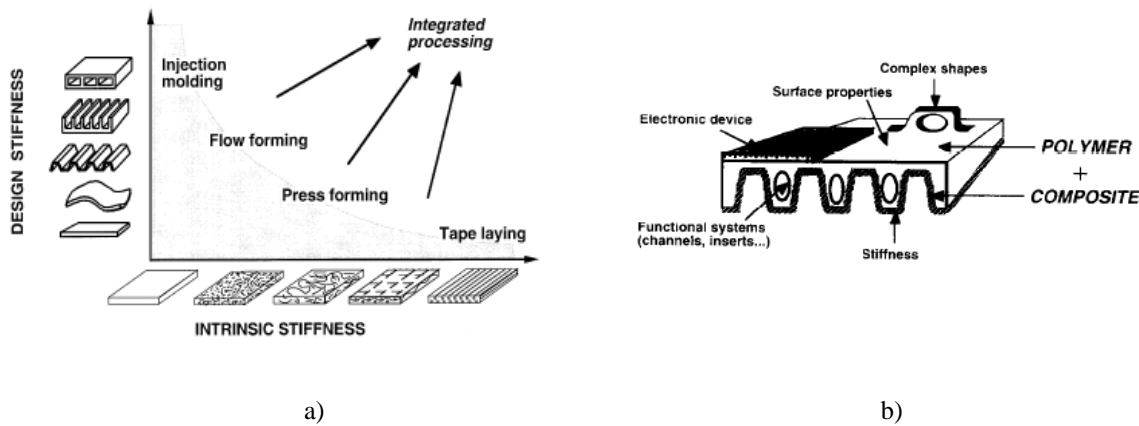 DESIGN STIFFNESS
Injection
molding
Flow forming
Press forming
Tape laying
Integrated
processing
INTRINSIC STIFFNESS
a)
Complex shapes
Surface properties
Electronic device
POLYMER
+
COMPOSITE
Functional systems
(channels, inserts...)
Stiffness
b)